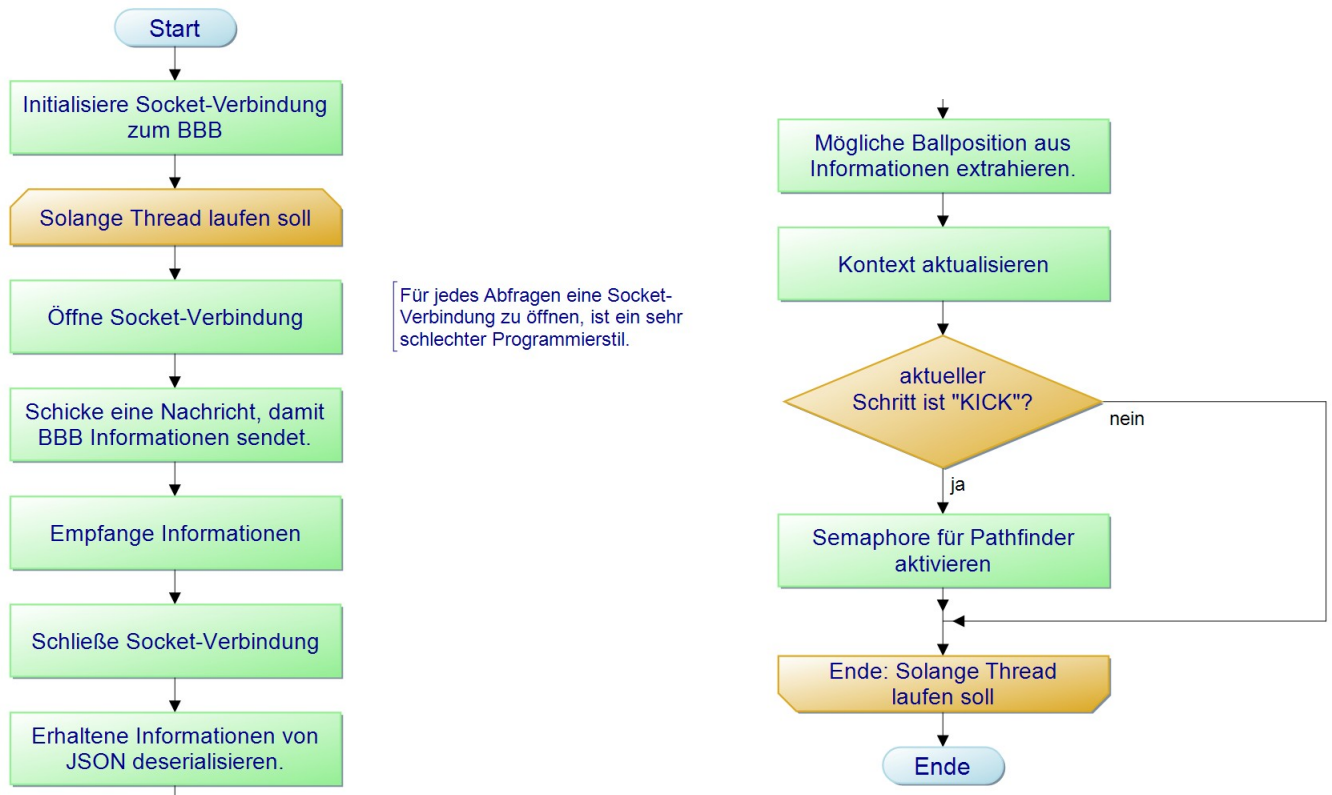 Start
Initialisiere Socket-Verbindung
zum BBB
Solange Thread laufen soll
Öffne Socket-Verbindung
Für jedes Abfragen eine Socket-
Verbindung zu öffnen, ist ein sehr
schlechter Programmierstil.
Schicke eine Nachricht, damit
BBB Informationen sendet.
Empfange Informationen
Schließe Socket-Verbindung
Erhaltene Informationen von
JSON deserialisieren.
Mögliche Ballposition aus
Informationen extrahieren.
Kontext aktualisieren
aktueller
Schritt ist "KICK"?
nein
ja
Semaphore für Pathfinder
aktivieren
Ende: Solange Thread
laufen soll
Ende